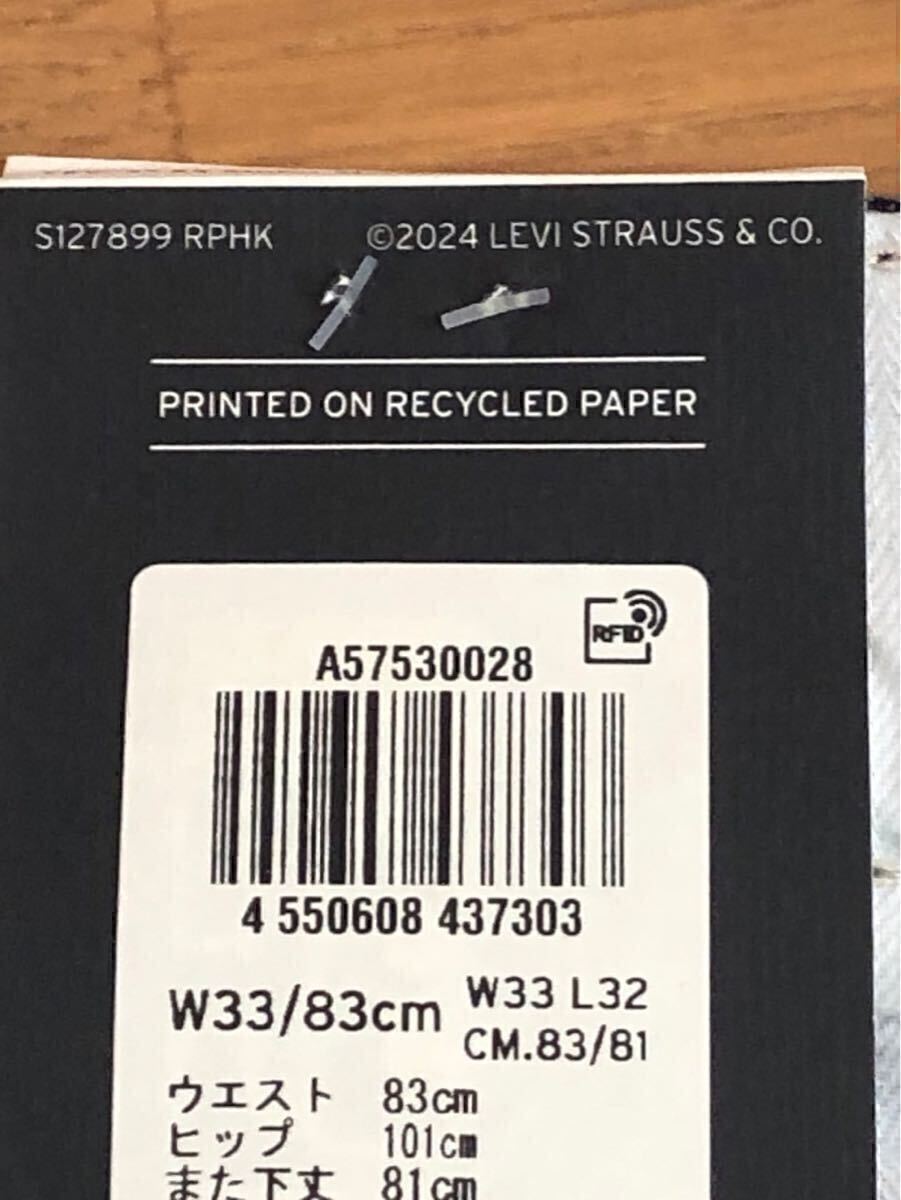 S127899 RPHK ©2024 LEVI STRAUSS & CO.
PRINTED ON RECYCLED PAPER
RFID
A57530028
4 550608 437303
W33/83cm W33 L32
CM.83/81
ウエスト 83cm
ヒップ 101cm
また下丈 81cm